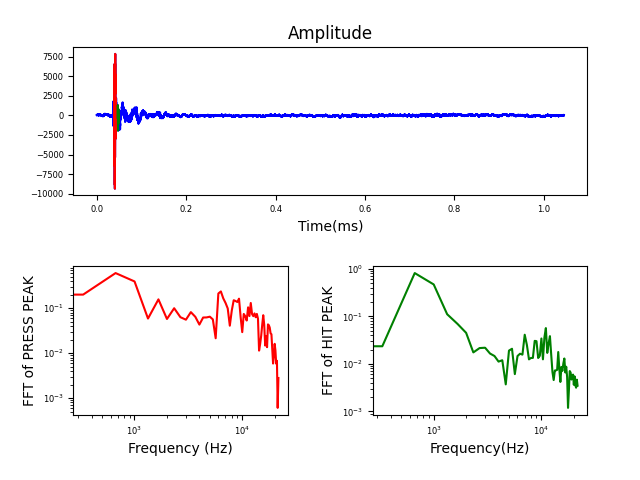 Amplitude
7500
5000
2500
0
−2500
−5000
−7500
−10000
0.0 0.2 0.4 0.6 0.8 1.0
Time(ms)
FFT of PRESS PEAK
10⁻¹
10⁻²
10⁻³
10³ 10⁴
Frequency (Hz)
FFT of HIT PEAK
10⁰
10⁻¹
10⁻²
10⁻³
10³ 10⁴
Frequency(Hz)